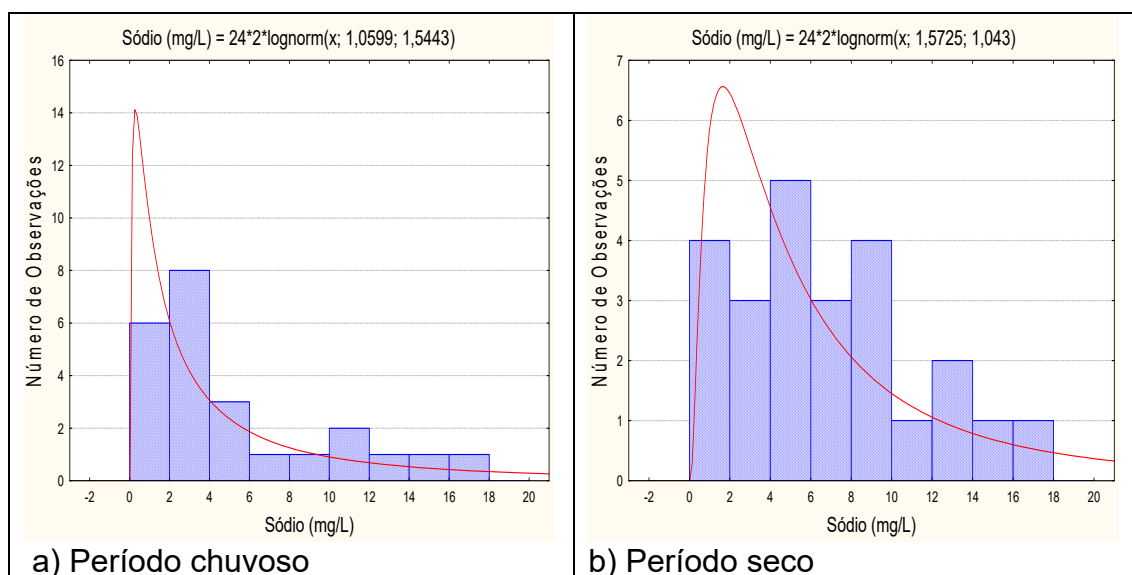 Sódio (mg/L) = 24*2*lognorm(x; 1,0599; 1,5443)
16
14
12
10
8
6
4
2
0
Número de Observações
-2 0 2 4 6 8 10 12 14 16 18 20
Sódio (mg/L)
a) Período chuvoso
Sódio (mg/L) = 24*2*lognorm(x; 1,5725; 1,043)
7
6
5
4
3
2
1
0
Número de Observações
-2 0 2 4 6 8 10 12 14 16 18 20
Sódio (mg/L)
b) Período seco